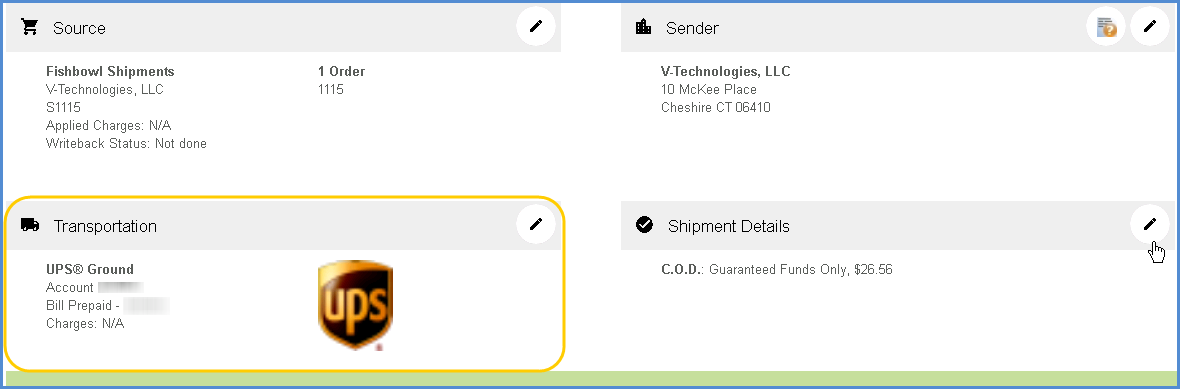 Source
Fishbowl Shipments
V-Technologies, LLC
S1115
Applied Charges: N/A
Writeback Status: Not done
1 Order
1115
Sender
V-Technologies, LLC
10 McKee Place
Cheshire CT 06410
Transportation
UPS® Ground
Account
Bill Prepaid -
Charges: N/A
ups
Shipment Details
C.O.D.: Guaranteed Funds Only, $26.56